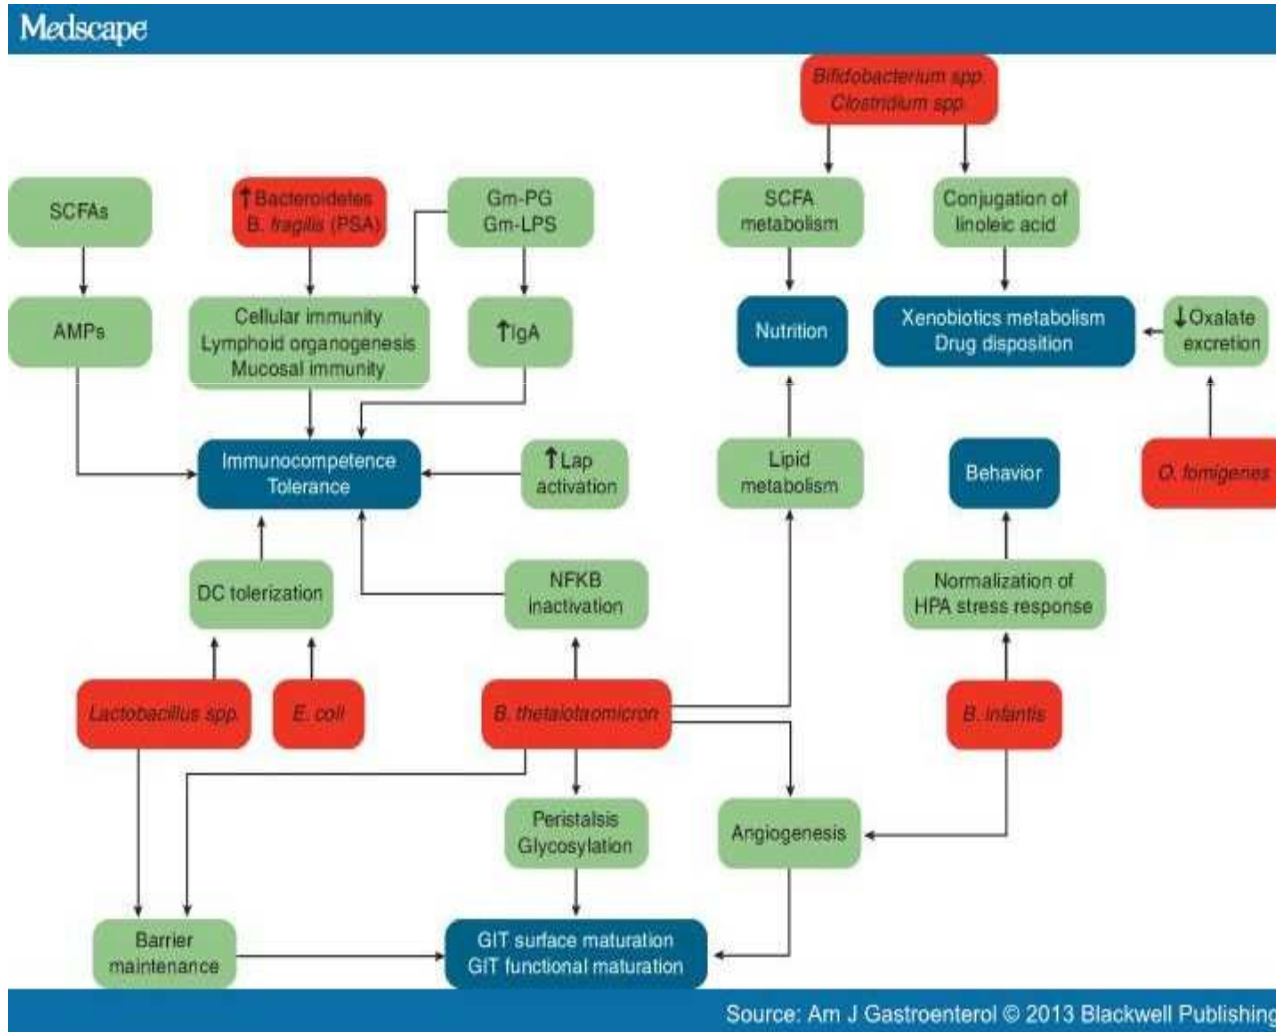 Medscape
Bifidobacterium spp.
Clostridium spp.
SCFAs
↑Bacteroidetes
B. fragilis (PSA)
Gm-PG
Gm-LPS
SCFA
metabolism
Conjugation of
linoleic acid
AMPs
Cellular immunity
Lymphoid organogenesis
Mucosal immunity
↑IgA
Nutrition
Xenobiotics metabolism
Drug disposition
↓Oxalate
excretion
Immunocompetence
Tolerance
↑Lap
activation
Lipid
metabolism
Behavior
O. fomigenes
DC tolerization
NFKB
inactivation
Normalization of
HPA stress response
Lactobacillus spp.
E. coli
B. thetaiotaomicron
B. infantis
Peristalsis
Glycosylation
Angiogenesis
Barrier
maintenance
GIT surface maturation
GIT functional maturation
Source: Am J Gastroenterol © 2013 Blackwell Publishing